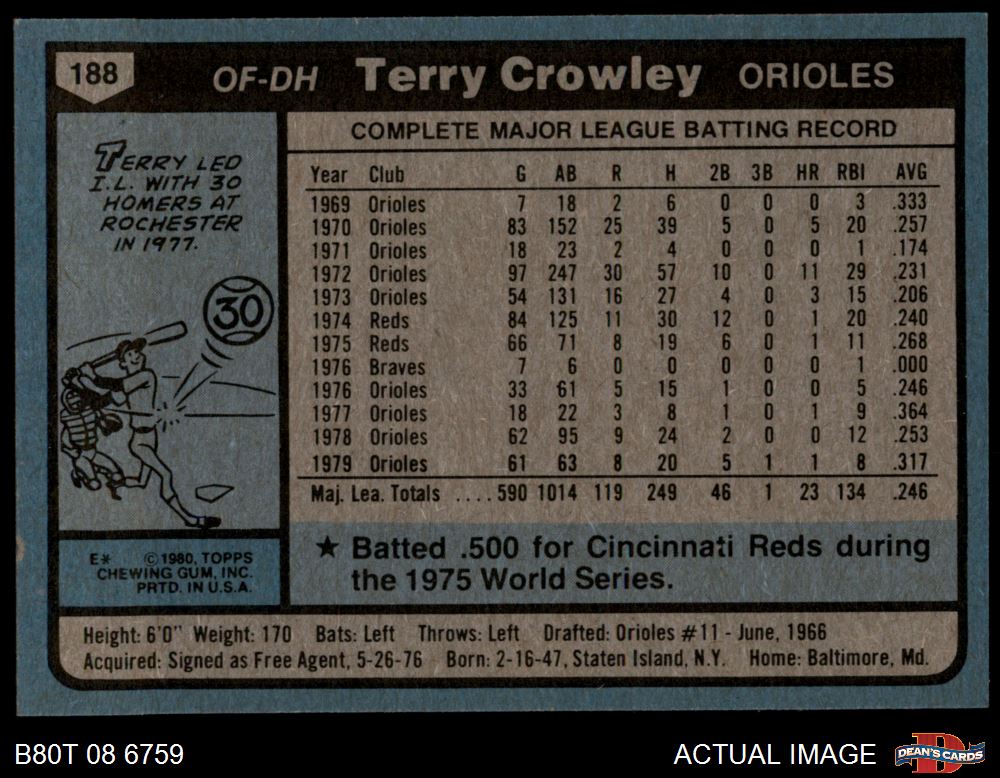 188 OF-DH Terry Crowley ORIOLES
TERRY LED
I.L. WITH 30
HOMERS AT
ROCHESTER
IN 1977.
30
E* © 1980, TOPPS
CHEWING GUM, INC.
PRTD. IN U.S.A.
COMPLETE MAJOR LEAGUE BATTING RECORD
Year Club G AB R H 2B 3B HR RBI AVG
1969 Orioles 7 18 2 6 0 0 0 3 .333
1970 Orioles 83 152 25 39 5 0 5 20 .257
1971 Orioles 18 23 2 4 0 0 0 1 .174
1972 Orioles 97 247 30 57 10 0 11 29 .231
1973 Orioles 54 131 16 27 4 0 3 15 .206
1974 Reds 84 125 11 30 12 0 1 20 .240
1975 Reds 66 71 8 19 6 0 1 11 .268
1976 Braves 7 6 0 0 0 0 0 1 .000
1976 Orioles 33 61 5 15 1 0 0 5 .246
1977 Orioles 18 22 3 8 1 0 1 9 .364
1978 Orioles 62 95 9 24 2 0 0 12 .253
1979 Orioles 61 63 8 20 5 1 1 8 .317
Maj. Lea. Totals .... 590 1014 119 249 46 1 23 134 .246
★ Batted .500 for Cincinnati Reds during
the 1975 World Series.
Height: 6'0" Weight: 170 Bats: Left Throws: Left Drafted: Orioles #11 - June, 1966
Acquired: Signed as Free Agent, 5-26-76 Born: 2-16-47, Staten Island, N.Y. Home: Baltimore, Md.
B80T 08 6759 ACTUAL IMAGE DEAN'S CARDS